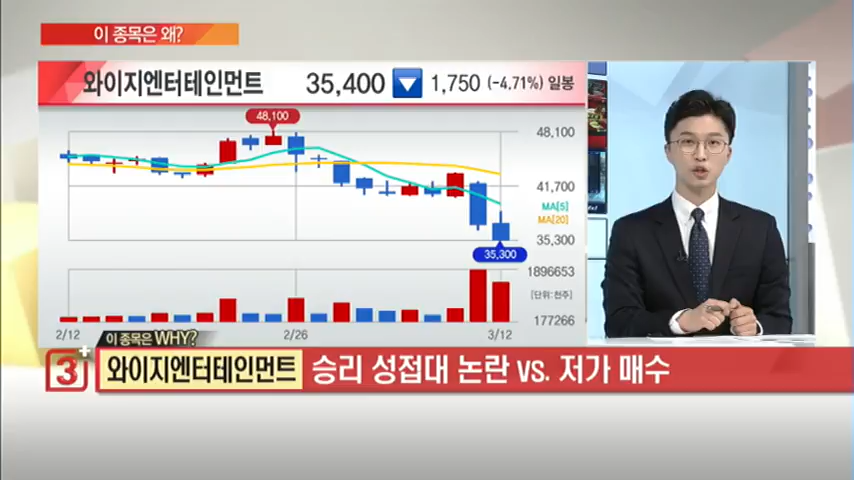 이 종목은 왜?
와이지엔터테인먼트 35,400 ▼ 1,750 (-4.71%) 일봉
48,100
48,100
41,700
MA[5]
MA[20]
35,300
35,300
1896653
[단위:천주]
177266
2/12 2/26 3/12
이 종목은 WHY?
3+ 와이지엔터테인먼트 승리 성접대 논란 vs. 저가 매수